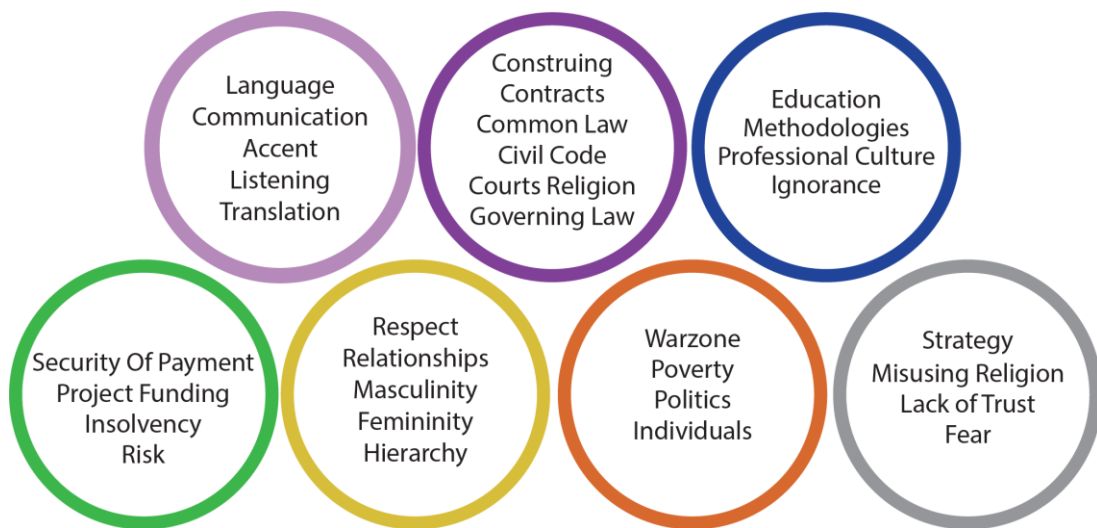 Language
Communication
Accent
Listening
Translation
Construing
Contracts
Common Law
Civil Code
Courts Religion
Governing Law
Education
Methodologies
Professional Culture
Ignorance
Security Of Payment
Project Funding
Insolvency
Risk
Respect
Relationships
Masculinity
Femininity
Hierarchy
Warzone
Poverty
Politics
Individuals
Strategy
Misusing Religion
Lack of Trust
Fear